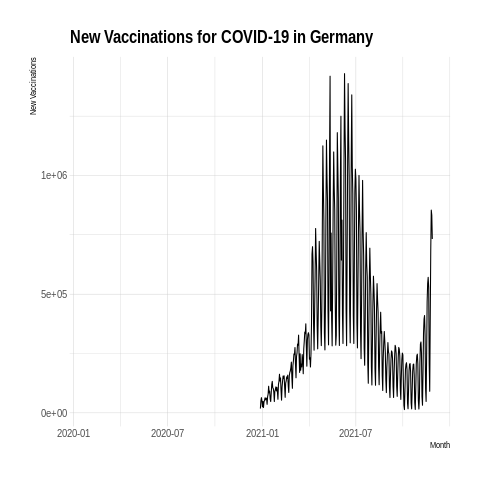 New Vaccinations for COVID-19 in Germany
New Vaccinations
1e+06
5e+05
0e+00
2020-01
2020-07
2021-01
2021-07
Month